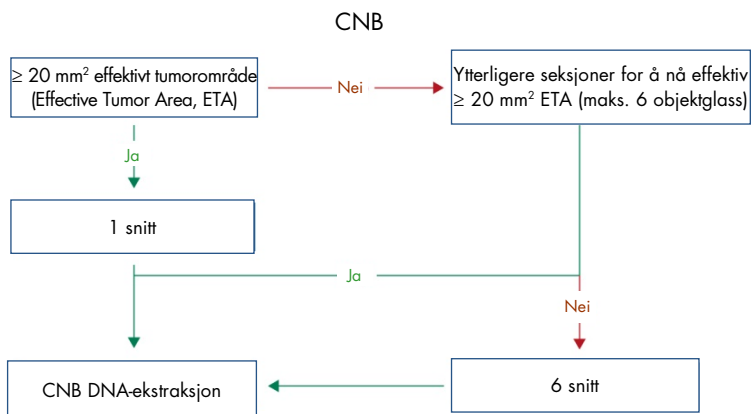 CNB
≥ 20 mm² effektivt tumorområde
(Effective Tumor Area, ETA)
Nei
Ytterligere seksjoner for å nå effektiv
≥ 20 mm² ETA (maks. 6 objektglass)
Ja
1 snitt
Ja
Nei
CNB DNA-ekstraksjon
6 snitt